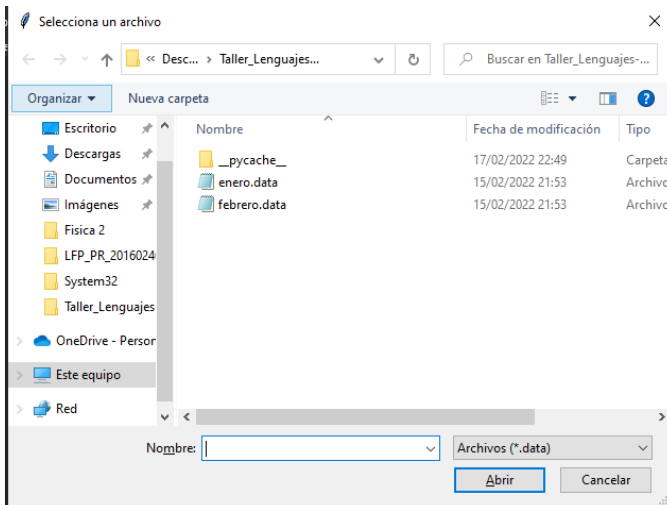 Selecciona un archivo
« Desc... › Taller_Lenguajes...
Buscar en Taller_Lenguajes-...
Organizar
Nueva carpeta
Escritorio
Descargas
Documentos
Imágenes
Fisica 2
LFP_PR_2016024
System32
Taller_Lenguajes
OneDrive - Person
Este equipo
Red
Nombre Fecha de modificación Tipo
__pycache__ 17/02/2022 22:49 Carpeta
enero.data 15/02/2022 21:53 Archivo
febrero.data 15/02/2022 21:53 Archivo
Nombre:
Archivos (*.data)
Abrir
Cancelar